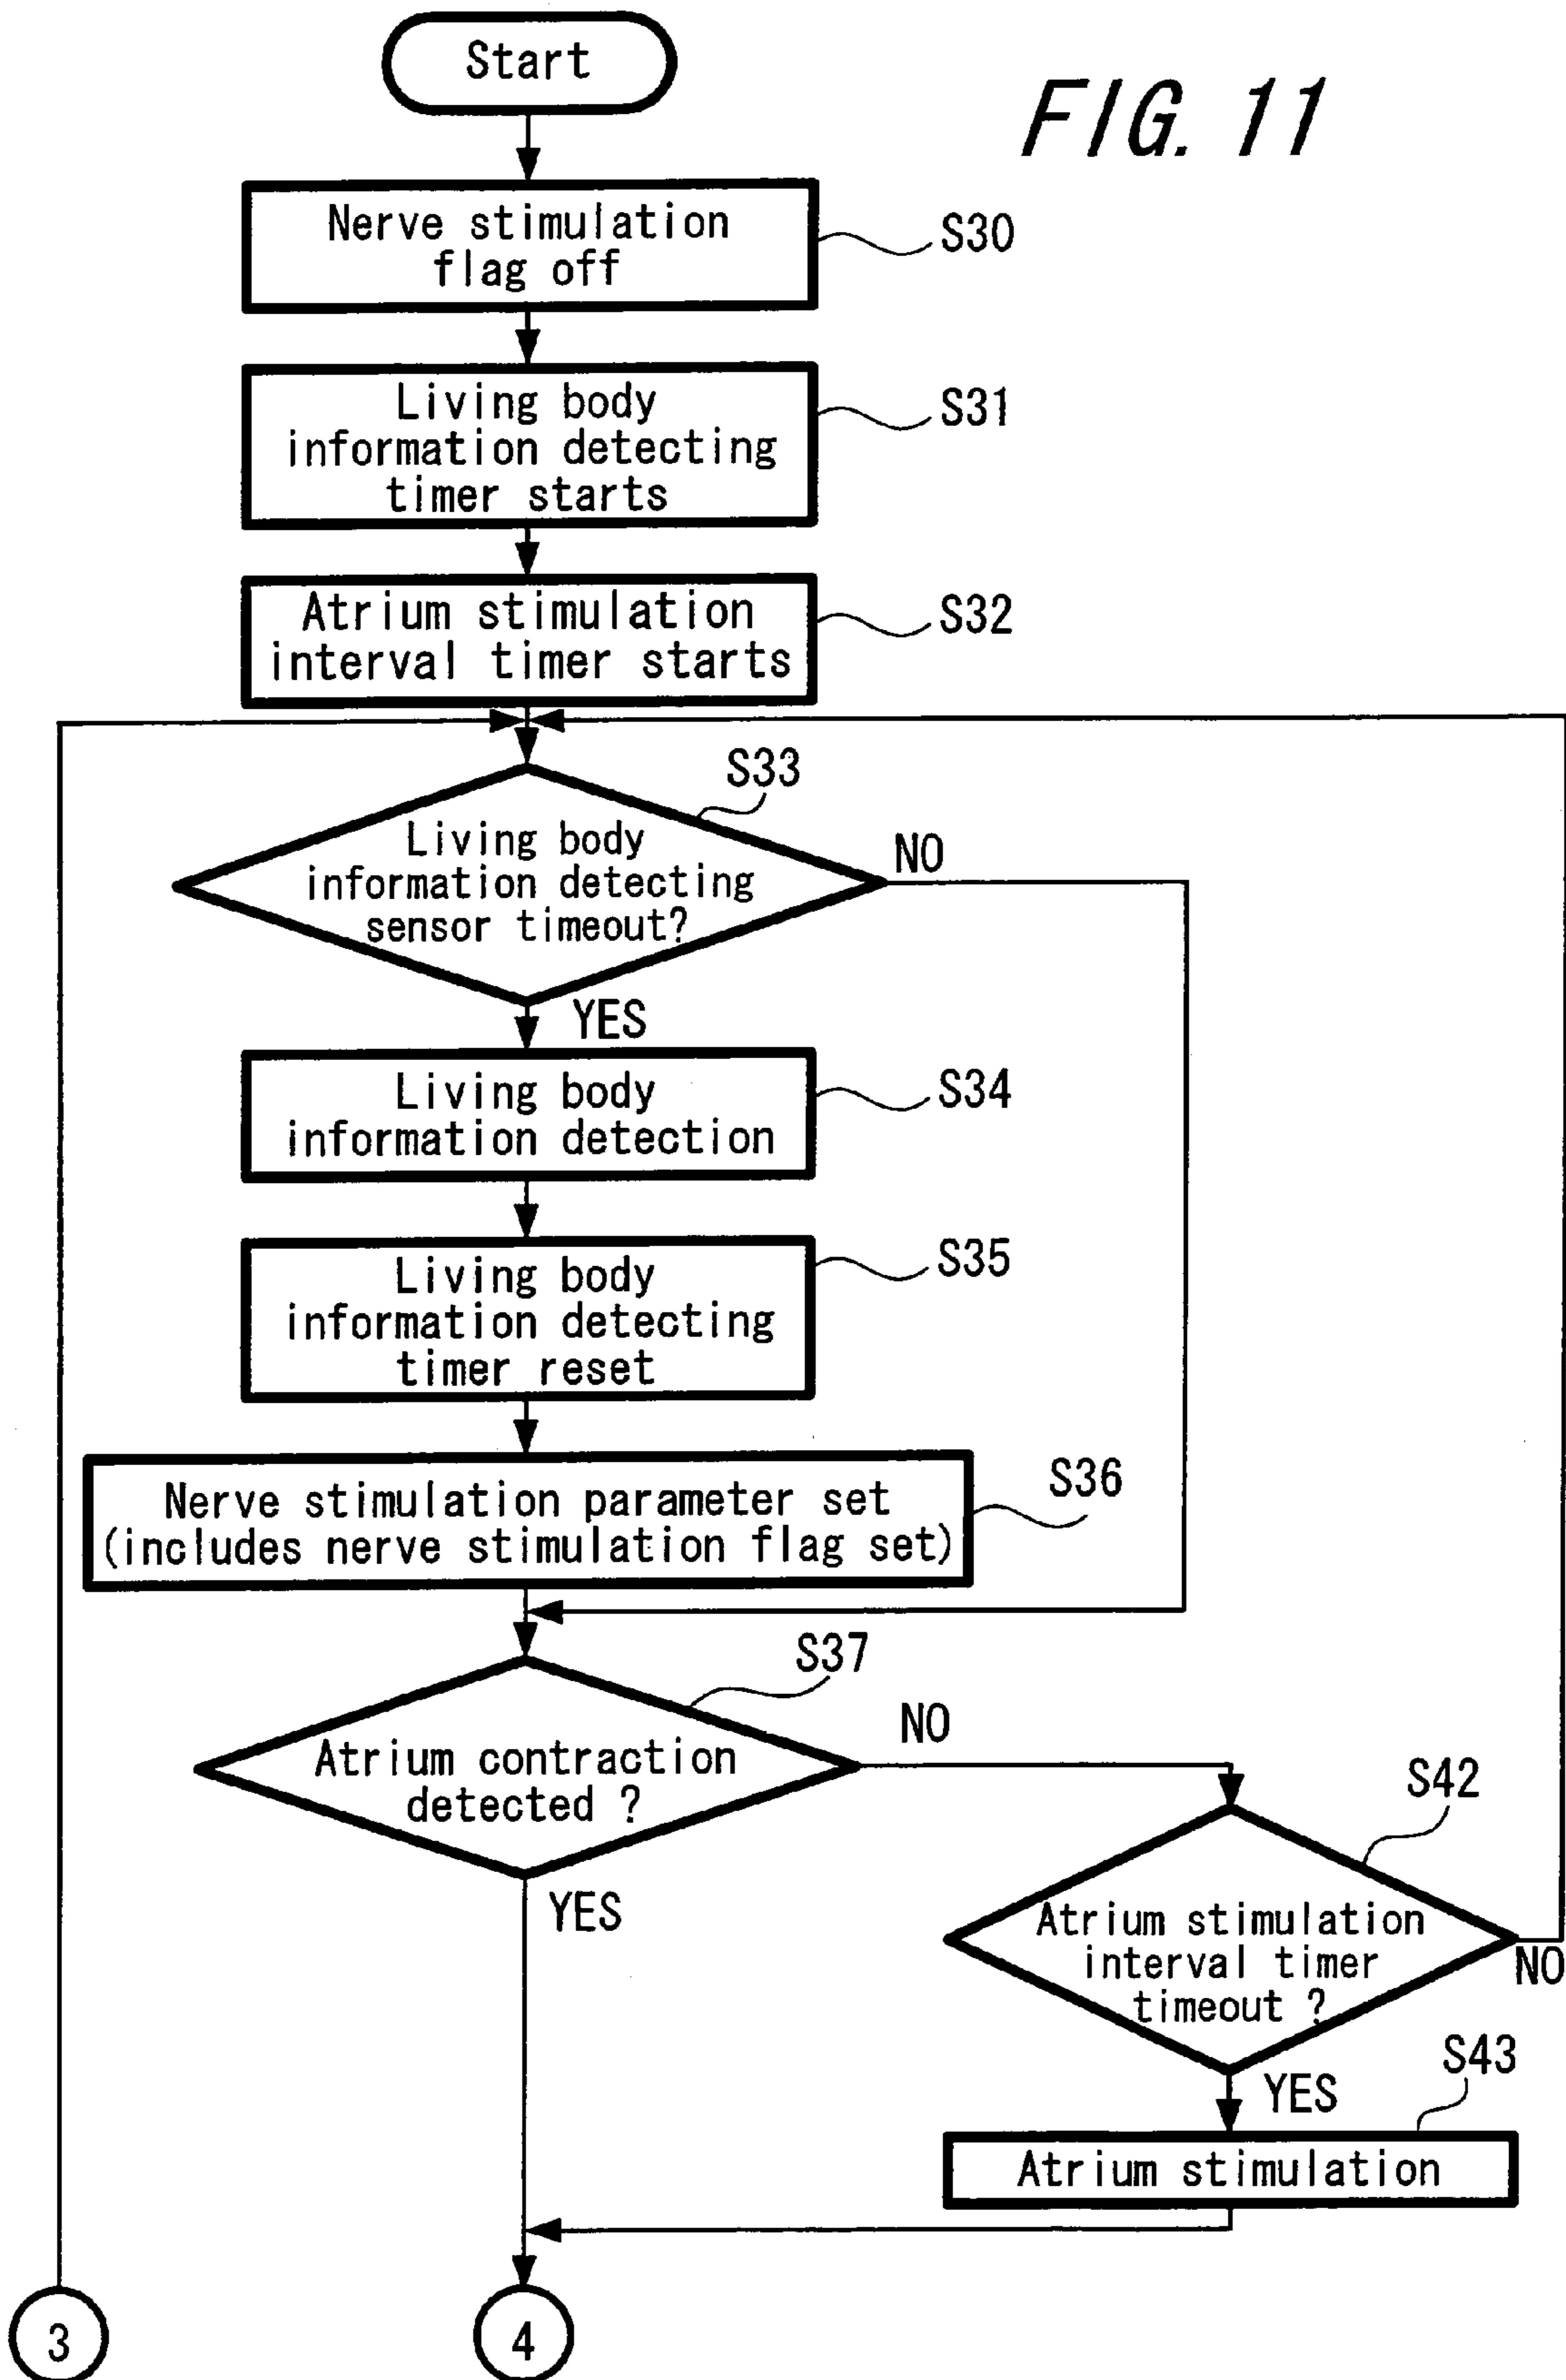 Start
FIG. 11
Nerve stimulation
flag off
S30
Living body
information detecting
timer starts
S31
Atrium stimulation
interval timer starts
S32
S33
Living body
information detecting
sensor timeout?
NO
YES
Living body
information detection
S34
Living body
information detecting
timer reset
S35
Nerve stimulation parameter set
(includes nerve stimulation flag set)
S36
S37
Atrium contraction
detected ?
NO
YES
S42
Atrium stimulation
interval timer
timeout ?
NO
YES
S43
Atrium stimulation
3
4